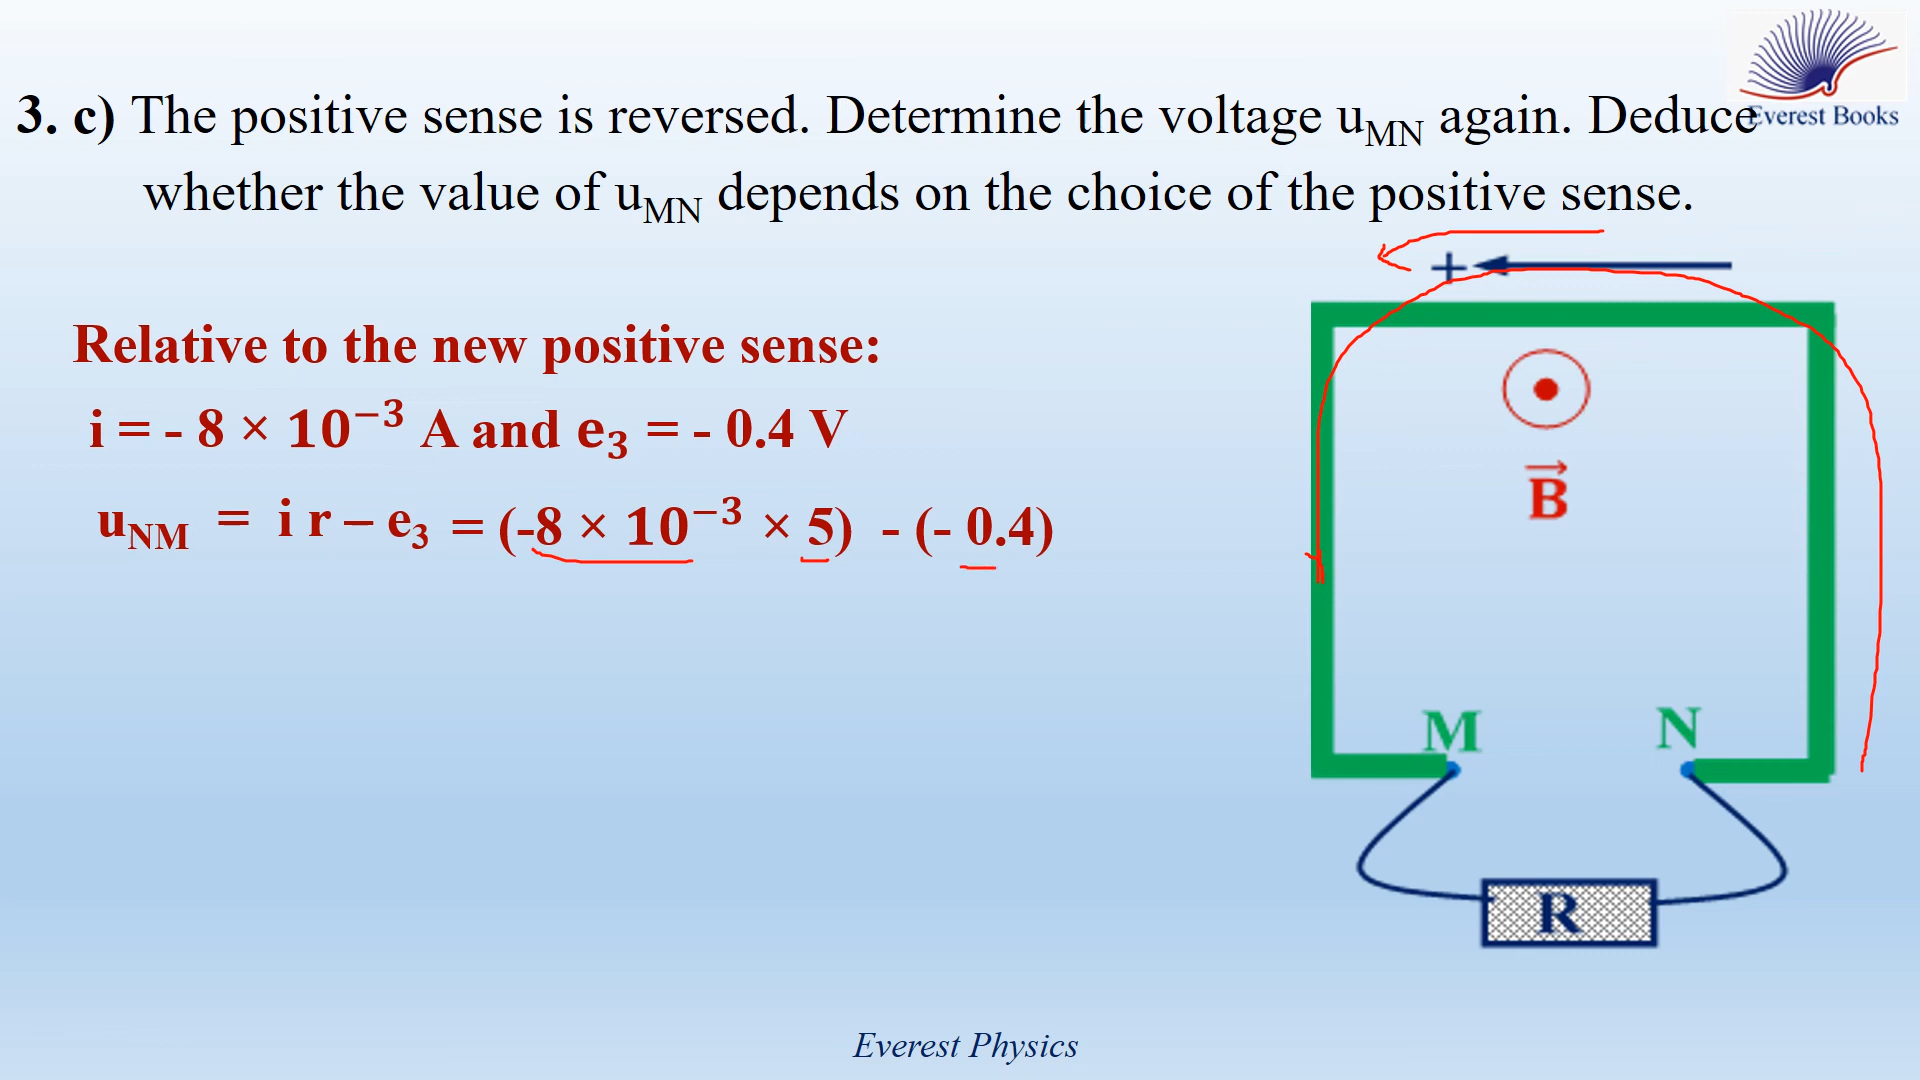 3. c) The positive sense is reversed. Determine the voltage uMN again. Deduce
whether the value of uMN depends on the choice of the positive sense.
Everest Books
+
Relative to the new positive sense:
i = - 8 × 10⁻³ A and e₃ = - 0.4 V
uNM = i r – e₃ = (-8 × 10⁻³ × 5) - (- 0.4)
B
M N
R
Everest Physics